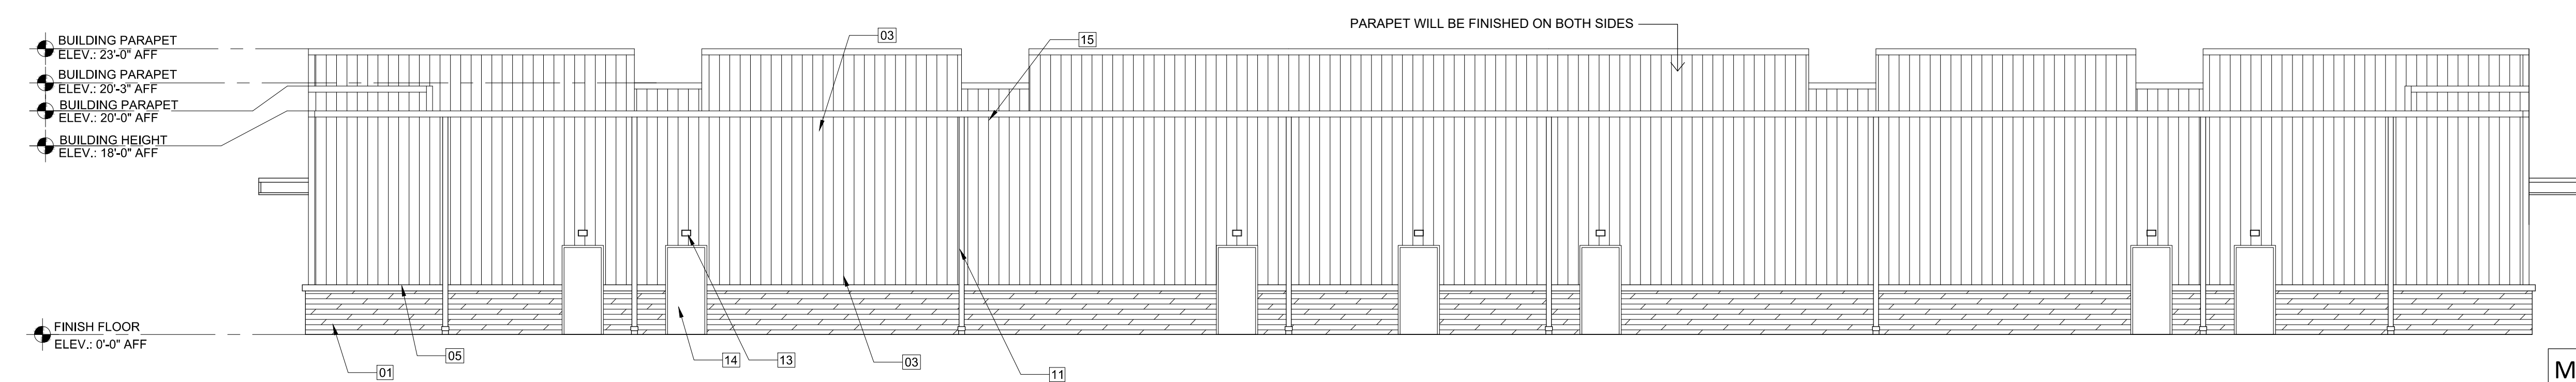 PARAPET WILL BE FINISHED ON BOTH SIDES
03
15
BUILDING PARAPET
ELEV.: 23'-0" AFF
BUILDING PARAPET
ELEV.: 20'-3" AFF
BUILDING PARAPET
ELEV.: 20'-0" AFF
BUILDING HEIGHT
ELEV.: 18'-0" AFF
FINISH FLOOR
ELEV.: 0'-0" AFF
05
14
13
03
01
11
M